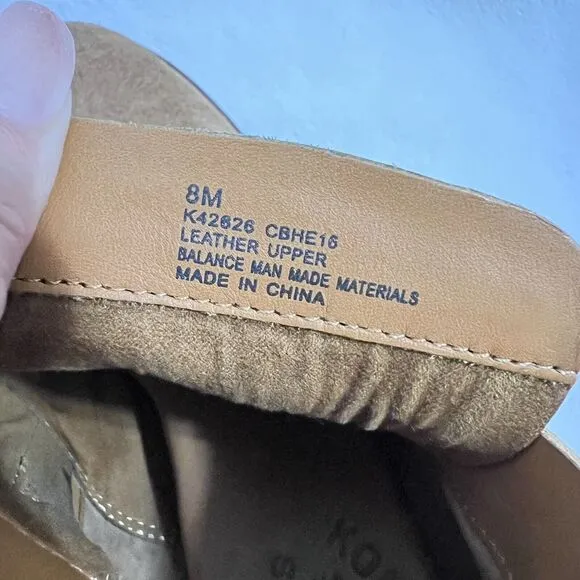 8M
K42626 CBHE16
LEATHER UPPER
BALANCE MAN MADE MATERIALS
MADE IN CHINA